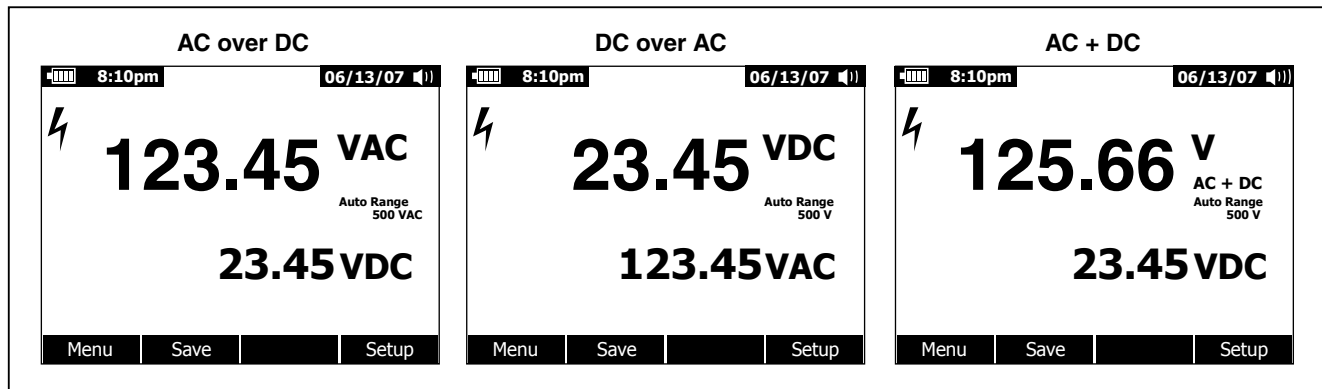 AC over DC
8:10pm 06/13/07
123.45 VAC
Auto Range
500 VAC
23.45 VDC
Menu Save Setup
DC over AC
8:10pm 06/13/07
23.45 VDC
Auto Range
500 V
123.45 VAC
Menu Save Setup
AC + DC
8:10pm 06/13/07
125.66 V
AC + DC
Auto Range
500 V
23.45 VDC
Menu Save Setup